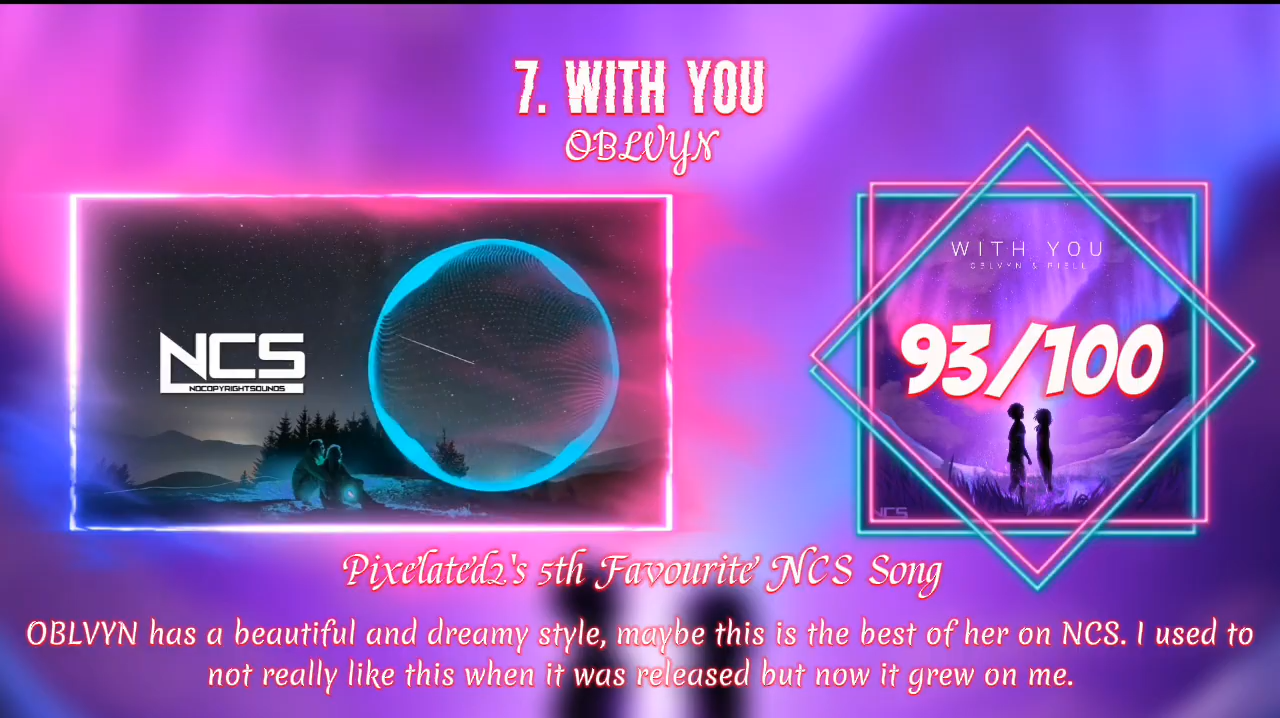 7. WITH YOU
OBLVYN
NCS
NOCOPYRIGHTSOUNDS
WITH YOU
OBLVYN & RIELL
93/100
NCS
Pixelated2's 5th Favourite NCS Song
OBLVYN has a beautiful and dreamy style, maybe this is the best of her on NCS. I used to
not really like this when it was released but now it grew on me.